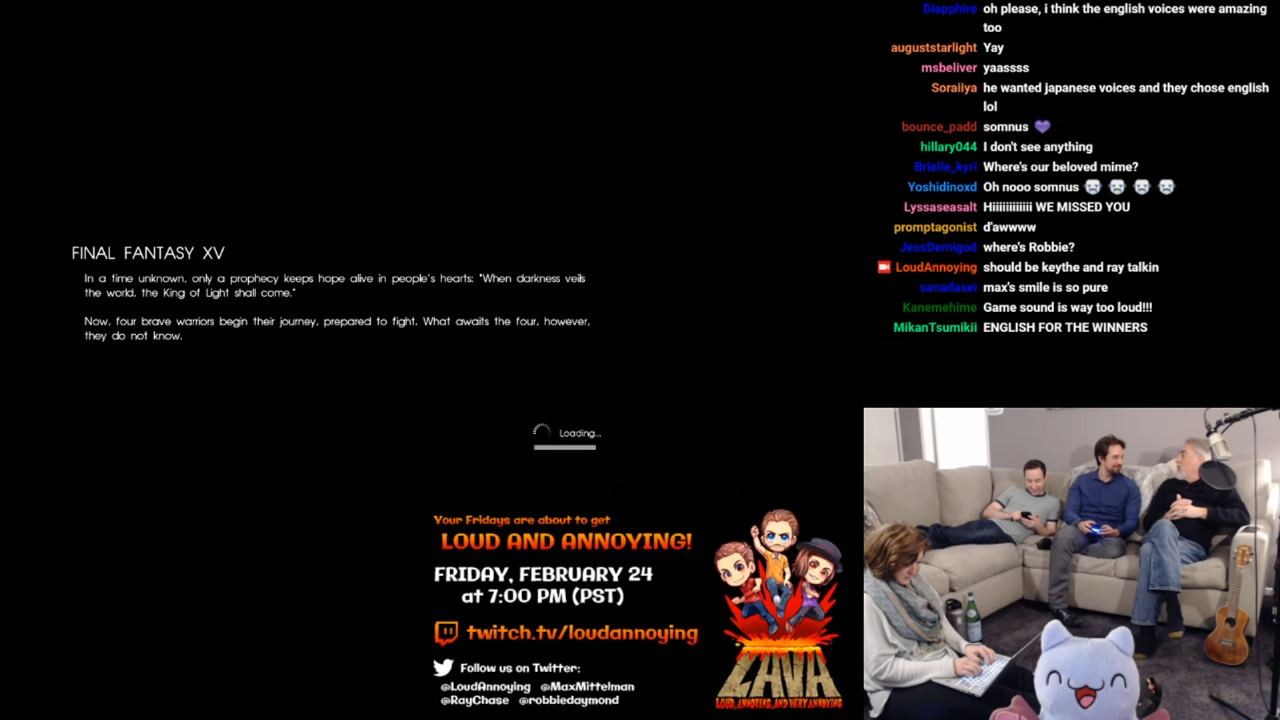 Diapphire oh please, i think the english voices were amazing
too
auguststarlight Yay
msbeliver yaassss
Soraiiya he wanted japanese voices and they chose english
lol
bounce_padd somnus
hillary044 I don't see anything
Brielle_kyri Where's our beloved mime?
Yoshidinoxd Oh nooo somnus
Lyssaseasalt Hiiiiiiiiiiiii WE MISSED YOU
promptagonist d'awwww
JessDemigod where's Robbie?
LoudAnnoying should be keythe and ray talkin
sanadasei max's smile is so pure
Kanemehime Game sound is way too loud!!!
MikanTsumikii ENGLISH FOR THE WINNERS
FINAL FANTASY XV
In a time unknown, only a prophecy keeps hope alive in people's hearts: "When darkness veils
the world, the King of Light shall come."
Now, four brave warriors begin their journey, prepared to fight. What awaits the four, however,
they do not know.
Loading...
Your Fridays are about to get
LOUD AND ANNOYING!
FRIDAY, FEBRUARY 24
at 7:00 PM (PST)
twitch.tv/loudannoying
Follow us on Twitter:
@LoudAnnoying @MaxMittelman
@RayChase @robbiedaymond
LAVA
LOUD, ANNOYING, AND VERY ANNOYING